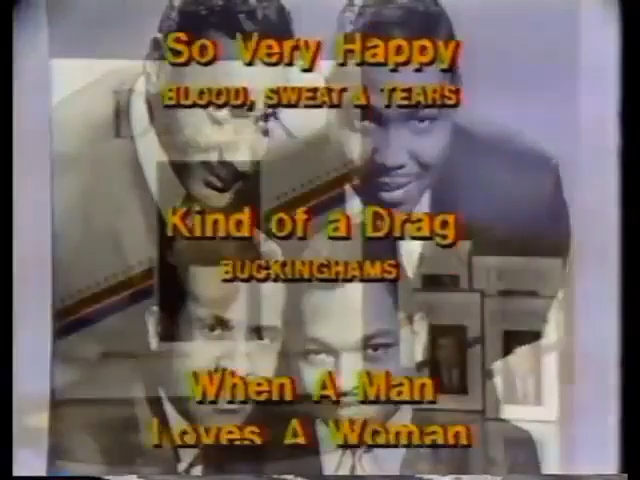 So Very Happy
BLOOD, SWEAT & TEARS
Kind of a Drag
BUCKINGHAMS
When A Man
Loves A Woman